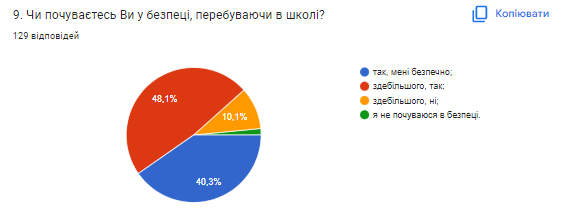 9. Чи почуваєтесь Ви у безпеці, перебуваючи в школі?
Копіювати
129 відповідей
так, мені безпечно;
здебільшого, так;
здебільшого, ні;
я не почуваюся в безпеці.
48,1%
10,1%
40,3%